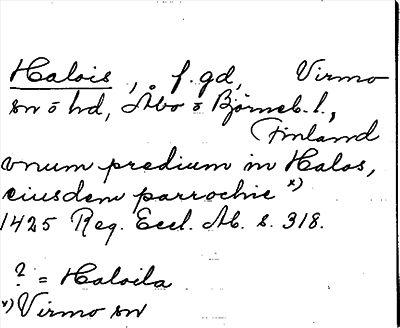 Halois, f.gd, Virmo
sn o hd, Åbo o Björneb. l.,
Finland
vnum predium in Halos,
eiusdem parrochie x)
1425 Reg. Eccl. Ab. s. 318.
? = Haloila
x) Virmo sn